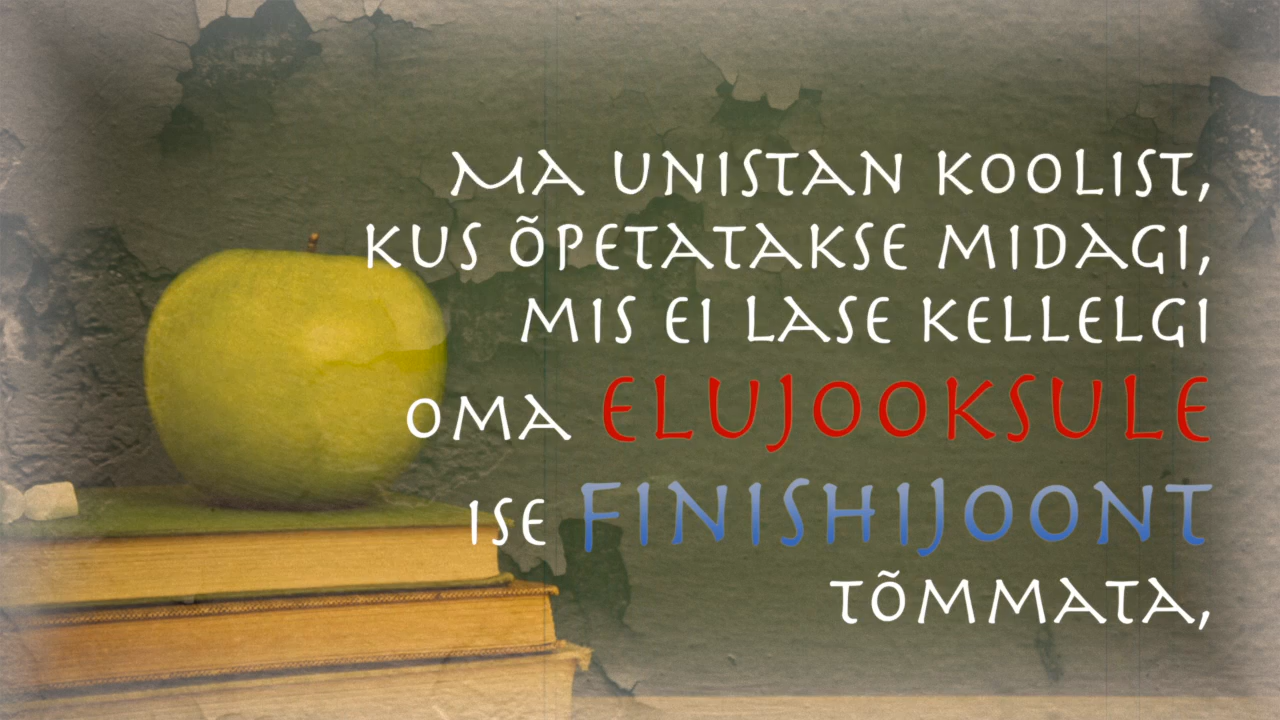 Ma unistan koolist,
kus õpetatakse midagi,
mis ei lase kellelgi
oma elujooksule
ise finishijoont
tõmmata,